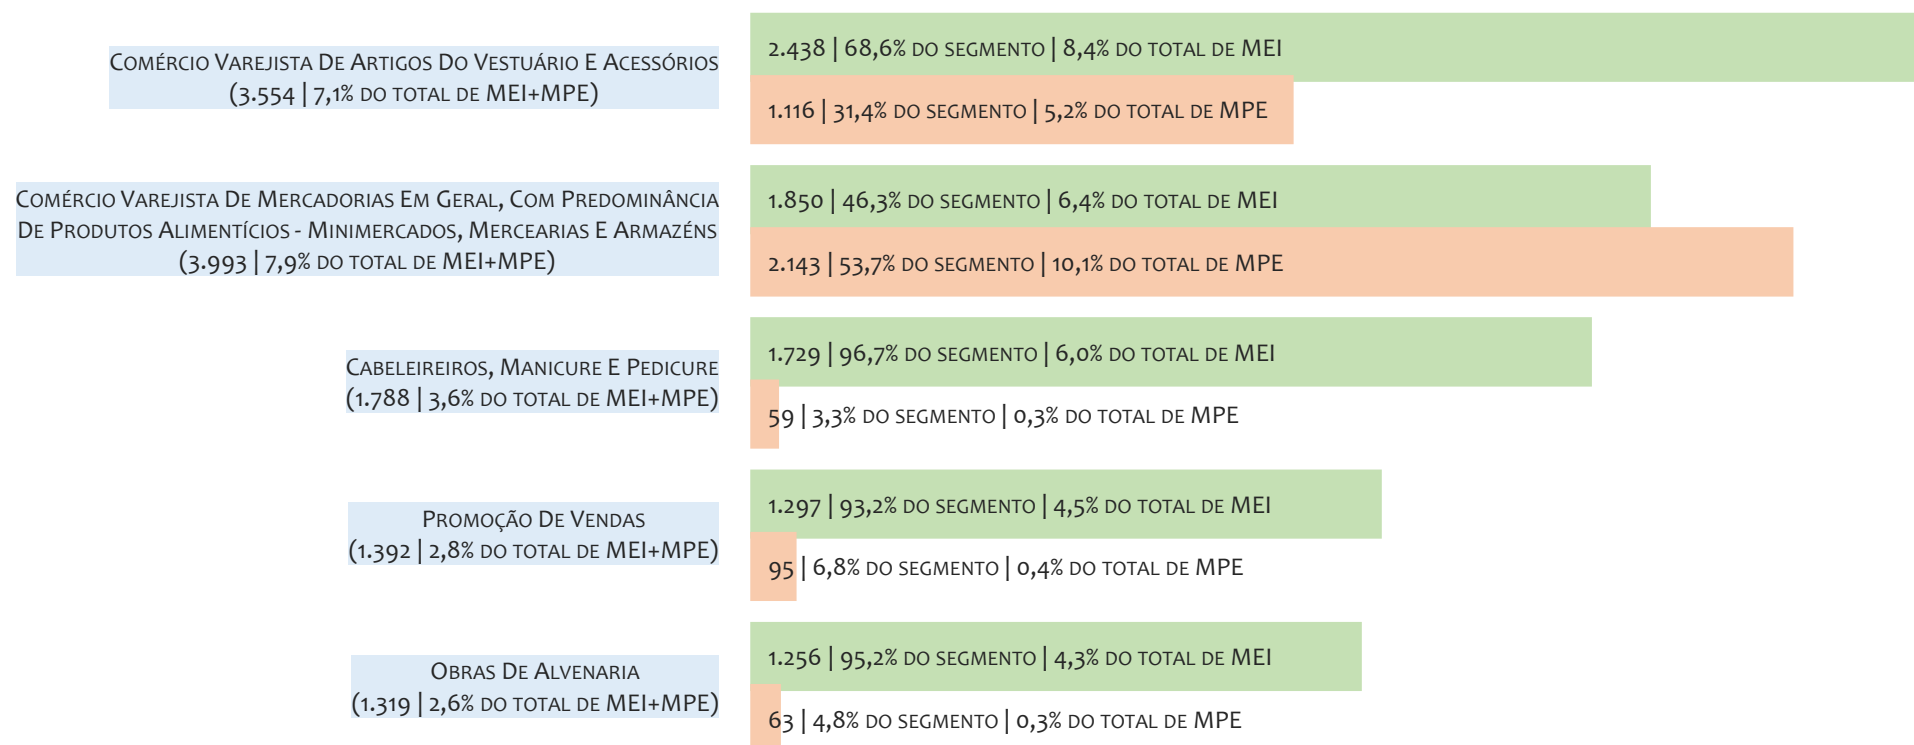 Comércio Varejista De Artigos Do Vestuário E Acessórios
(3.554 | 7,1% do total de MEI+MPE)
2.438 | 68,6% do segmento | 8,4% do total de MEI
1.116 | 31,4% do segmento | 5,2% do total de MPE
Comércio Varejista De Mercadorias Em Geral, Com Predominância
De Produtos Alimentícios - Minimercados, Mercearias E Armazéns
(3.993 | 7,9% do total de MEI+MPE)
1.850 | 46,3% do segmento | 6,4% do total de MEI
2.143 | 53,7% do segmento | 10,1% do total de MPE
Cabeleireiros, Manicure E Pedicure
(1.788 | 3,6% do total de MEI+MPE)
1.729 | 96,7% do segmento | 6,0% do total de MEI
59 | 3,3% do segmento | 0,3% do total de MPE
Promoção De Vendas
(1.392 | 2,8% do total de MEI+MPE)
1.297 | 93,2% do segmento | 4,5% do total de MEI
95 | 6,8% do segmento | 0,4% do total de MPE
Obras De Alvenaria
(1.319 | 2,6% do total de MEI+MPE)
1.256 | 95,2% do segmento | 4,3% do total de MEI
63 | 4,8% do segmento | 0,3% do total de MPE